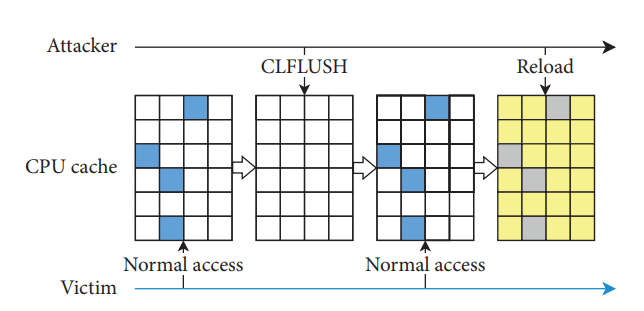 Attacker
CLFLUSH
Reload
CPU cache
Normal access
Normal access
Victim